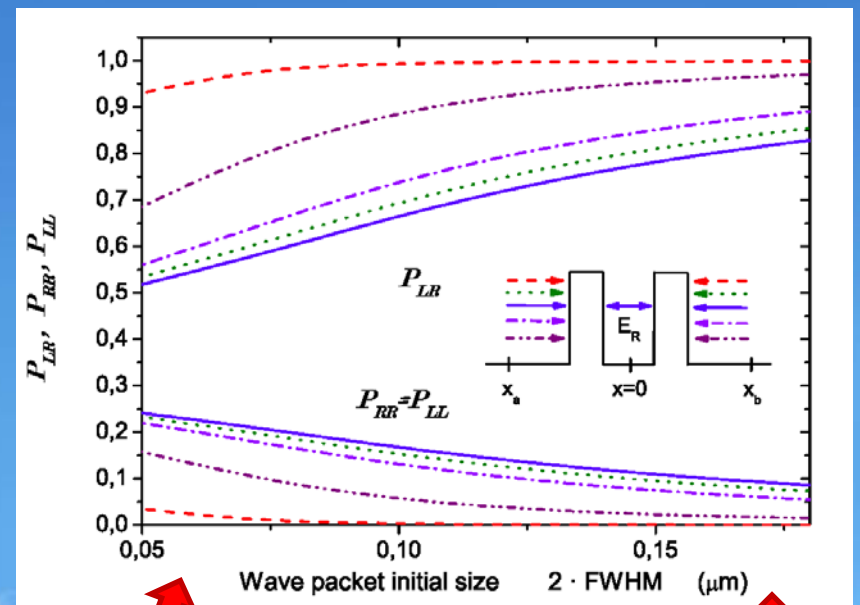 1,0
0,9
0,8
0,7
0,6
0,5
0,4
0,3
0,2
0,1
0,0
P_LR, P_RR, P_LL
P_LR
E_R
x_a
x=0
x_b
P_RR=P_LL
0,05
0,10
0,15
Wave packet initial size 2 · FWHM (μm)